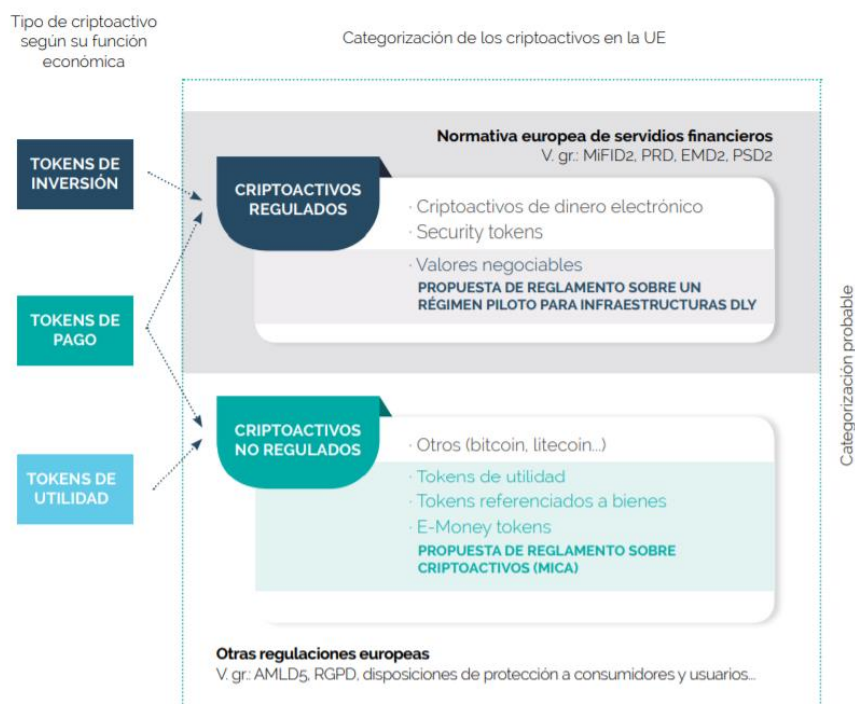 Tipo de criptoactivo
según su función
económica
Categorización de los criptoactivos en la UE
Normativa europea de servidios financieros
V. gr.: MiFID2, PRD, EMD2, PSD2
TOKENS DE
INVERSIÓN
CRIPTOACTIVOS
REGULADOS
· Criptoactivos de dinero electrónico
· Security tokens
· Valores negociables
PROPUESTA DE REGLAMENTO SOBRE UN
RÉGIMEN PILOTO PARA INFRAESTRUCTURAS DLY
TOKENS DE
PAGO
CRIPTOACTIVOS
NO REGULADOS
· Otros (bitcoin, litecoin...)
· Tokens de utilidad
· Tokens referenciados a bienes
· E-Money tokens
PROPUESTA DE REGLAMENTO SOBRE
CRIPTOACTIVOS (MICA)
TOKENS DE
UTILIDAD
Otras regulaciones europeas
V. gr.: AMLD5, RGPD, disposiciones de protección a consumidores y usuarios...
Categorización probable